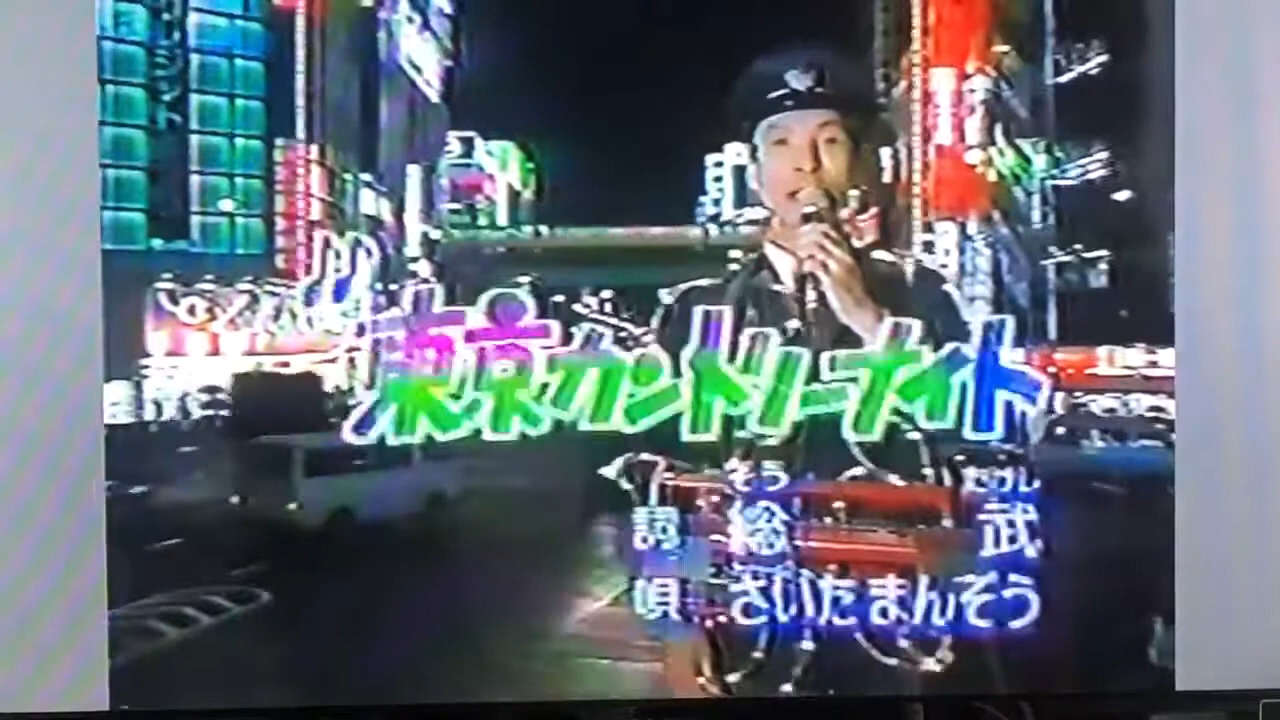 東京カントリーナイト
そう たけし
詞 総 武
唄 さいたまんぞう